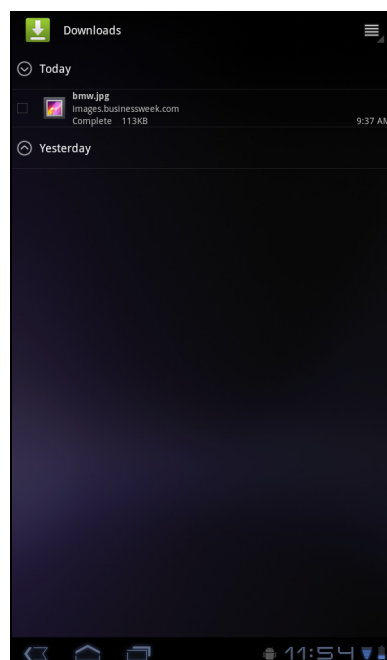 Downloads
Today
bmw.jpg
images.businessweek.com
Complete 113KB
9:37 AM
Yesterday
11:54